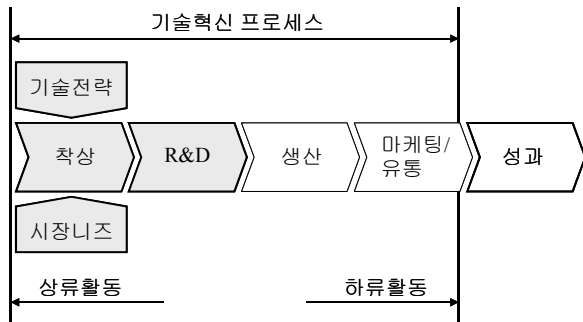 기술혁신 프로세스
기술전략
착상
R&D
생산
마케팅/
유통
성과
시장니즈
상류활동
하류활동